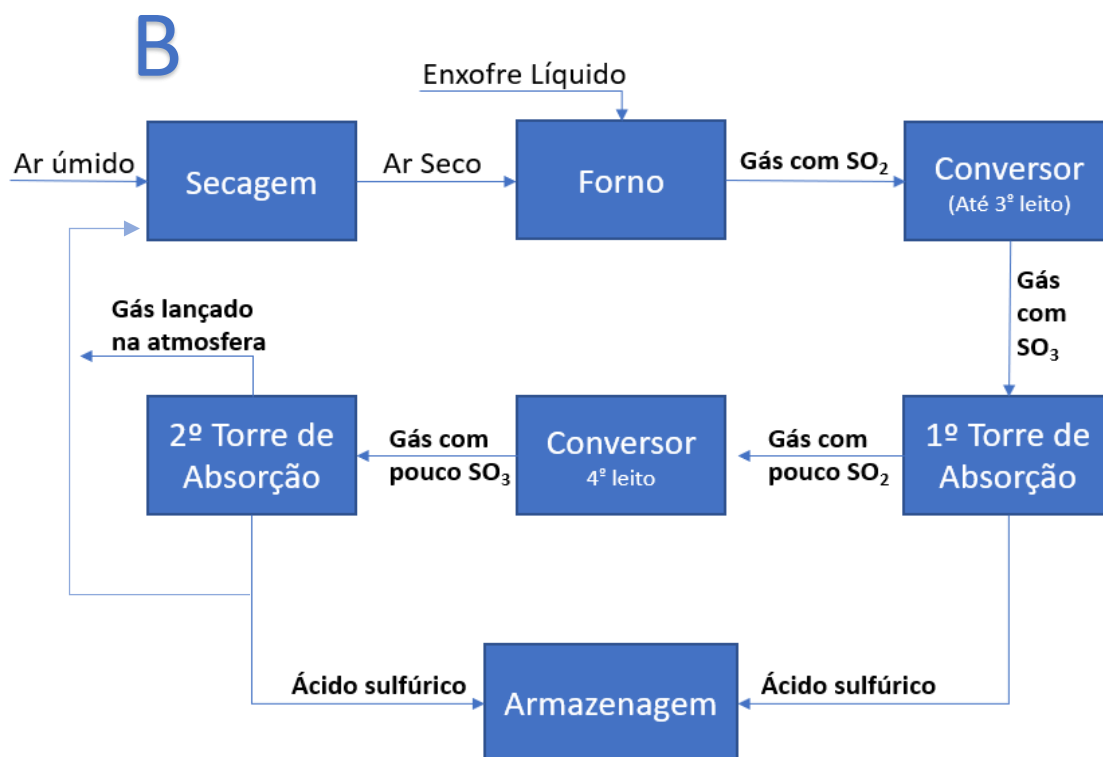 B
Enxofre Líquido
Ar úmido
Secagem
Ar Seco
Forno
Gás com SO₂
Conversor
(Até 3º leito)
Gás
com
SO₃
Gás lançado
na atmosfera
2º Torre de
Absorção
Gás com
pouco SO₃
Conversor
4º leito
Gás com
pouco SO₂
1º Torre de
Absorção
Ácido sulfúrico
Armazenagem
Ácido sulfúrico